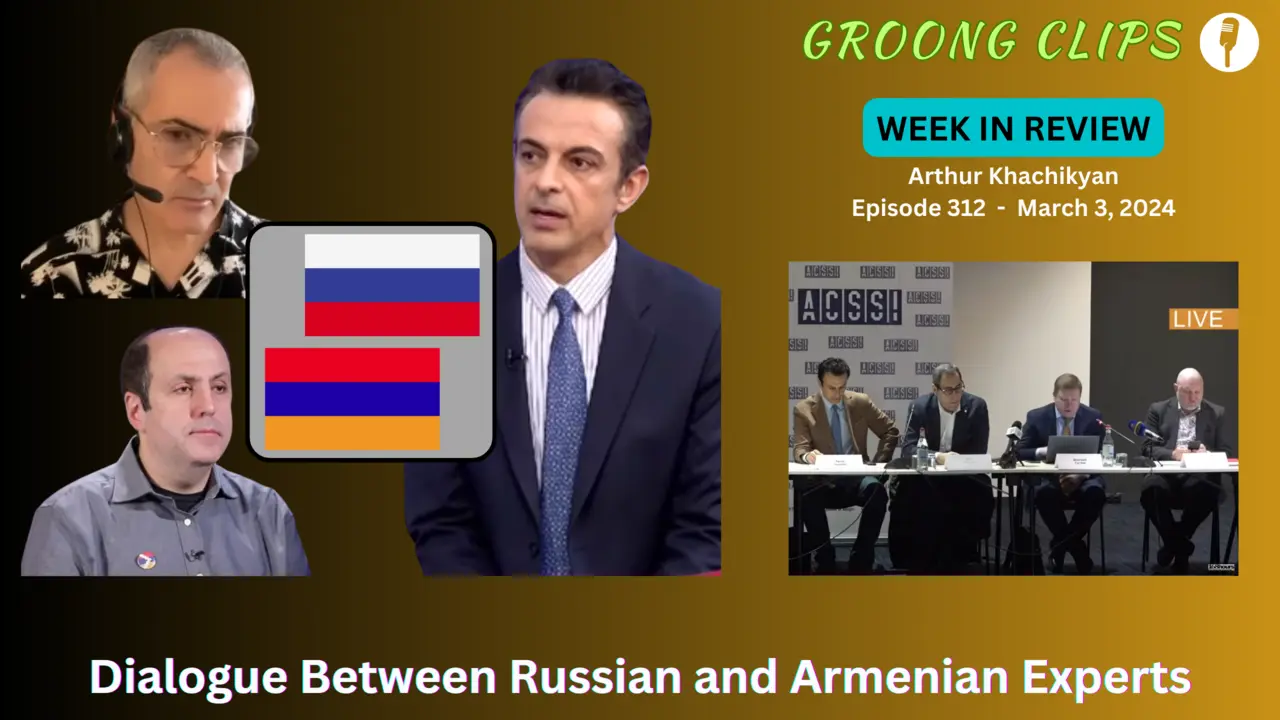 GROONG CLIPS
WEEK IN REVIEW
Arthur Khachikyan
Episode 312 - March 3, 2024
ACSSI
LIVE
Dialogue Between Russian and Armenian Experts